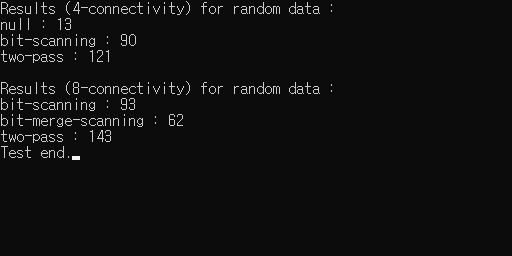 Results (4-connectivity) for random data :
null : 13
bit-scanning : 90
two-pass : 121
Results (8-connectivity) for random data :
bit-scanning : 93
bit-merge-scanning : 62
two-pass : 143
Test end.